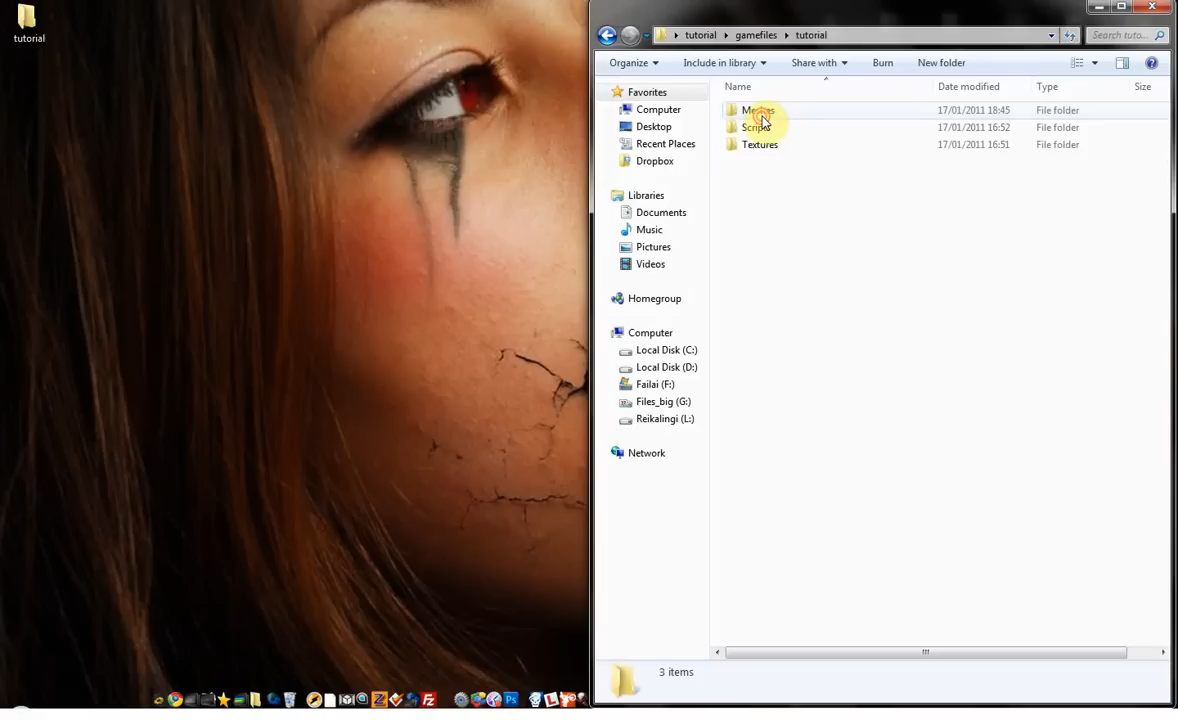 tutorial
tutorial gamefiles tutorial
Search tuto...
Organize Include in library Share with Burn New folder
Name Date modified Type Size
17/01/2011 18:45 File folder
17/01/2011 16:52 File folder
Textures 17/01/2011 16:51 File folder
Favorites
Computer
Desktop
Recent Places
Dropbox
Libraries
Documents
Music
Pictures
Videos
Homegroup
Computer
Local Disk (C:)
Local Disk (D:)
Failai (F:)
Files_big (G:)
Reikalingi (L:)
Network
3 items
Ps